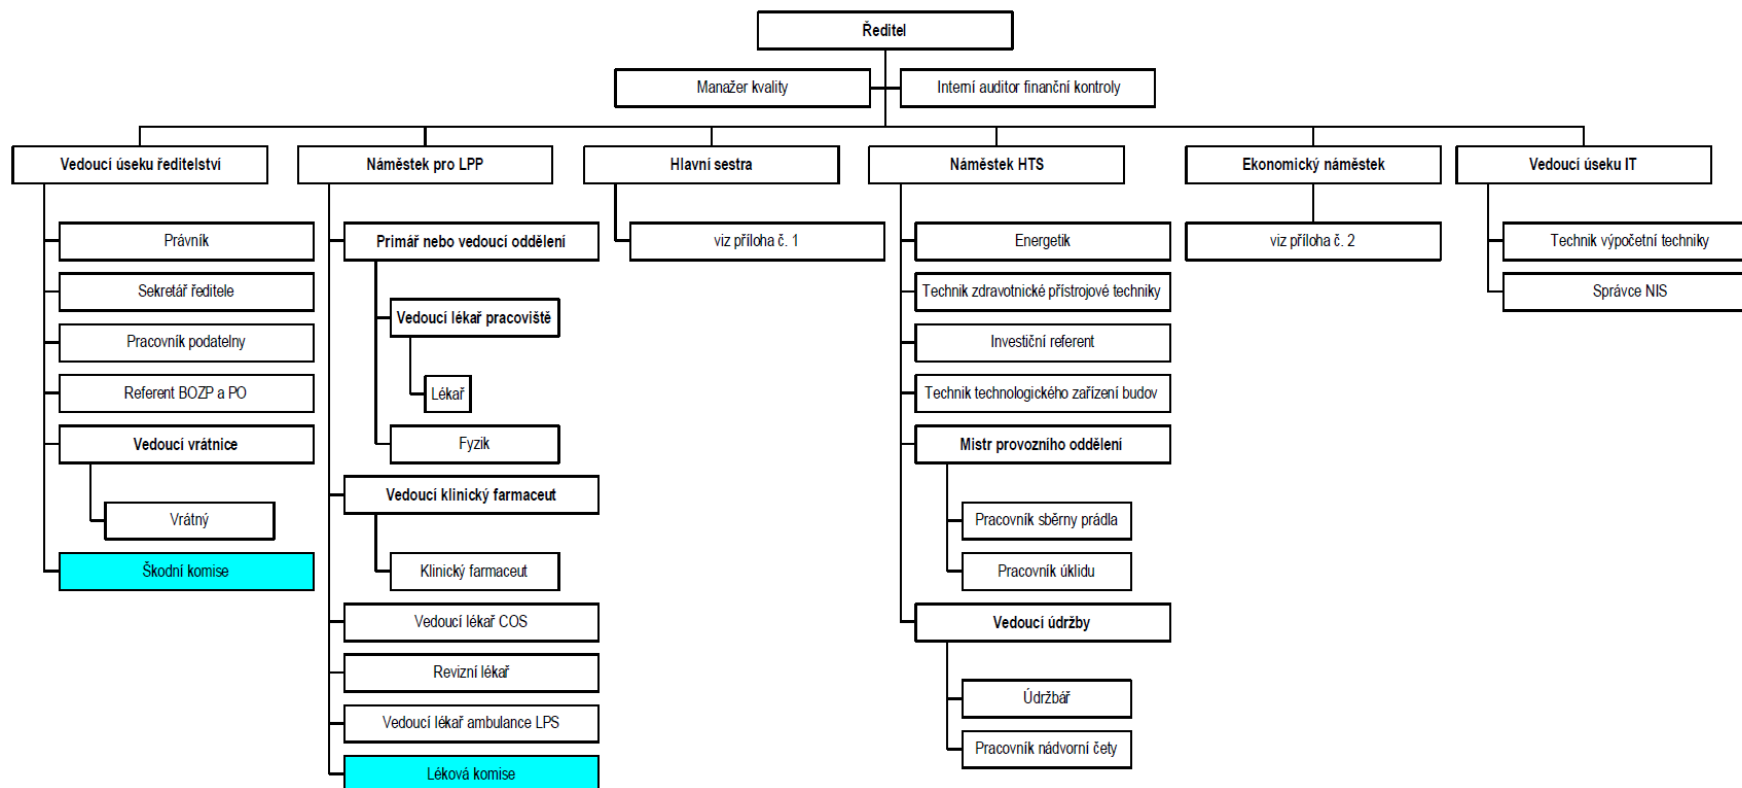 Ředitel
Manažer kvality
Interní auditor finanční kontroly
Vedoucí úseku ředitelství
Náměstek pro LPP
Hlavní sestra
Náměstek HTS
Ekonomický náměstek
Vedoucí úseku IT
Právník
Sekretář ředitele
Pracovník podatelny
Referent BOZP a PO
Vedoucí vrátnice
Vrátný
Škodní komise
Primář nebo vedoucí oddělení
Vedoucí lékař pracoviště
Lékař
Fyzik
Vedoucí klinický farmaceut
Klinický farmaceut
Vedoucí lékař COS
Revizní lékař
Vedoucí lékař ambulance LPS
Léková komise
viz příloha č. 1
Energetik
Technik zdravotnické přístrojové techniky
Investiční referent
Technik technologického zařízení budov
Mistr provozního oddělení
Pracovník sběrny prádla
Pracovník úklidu
Vedoucí údržby
Údržbář
Pracovník nádvorní čety
viz příloha č. 2
Technik výpočetní techniky
Správce NIS